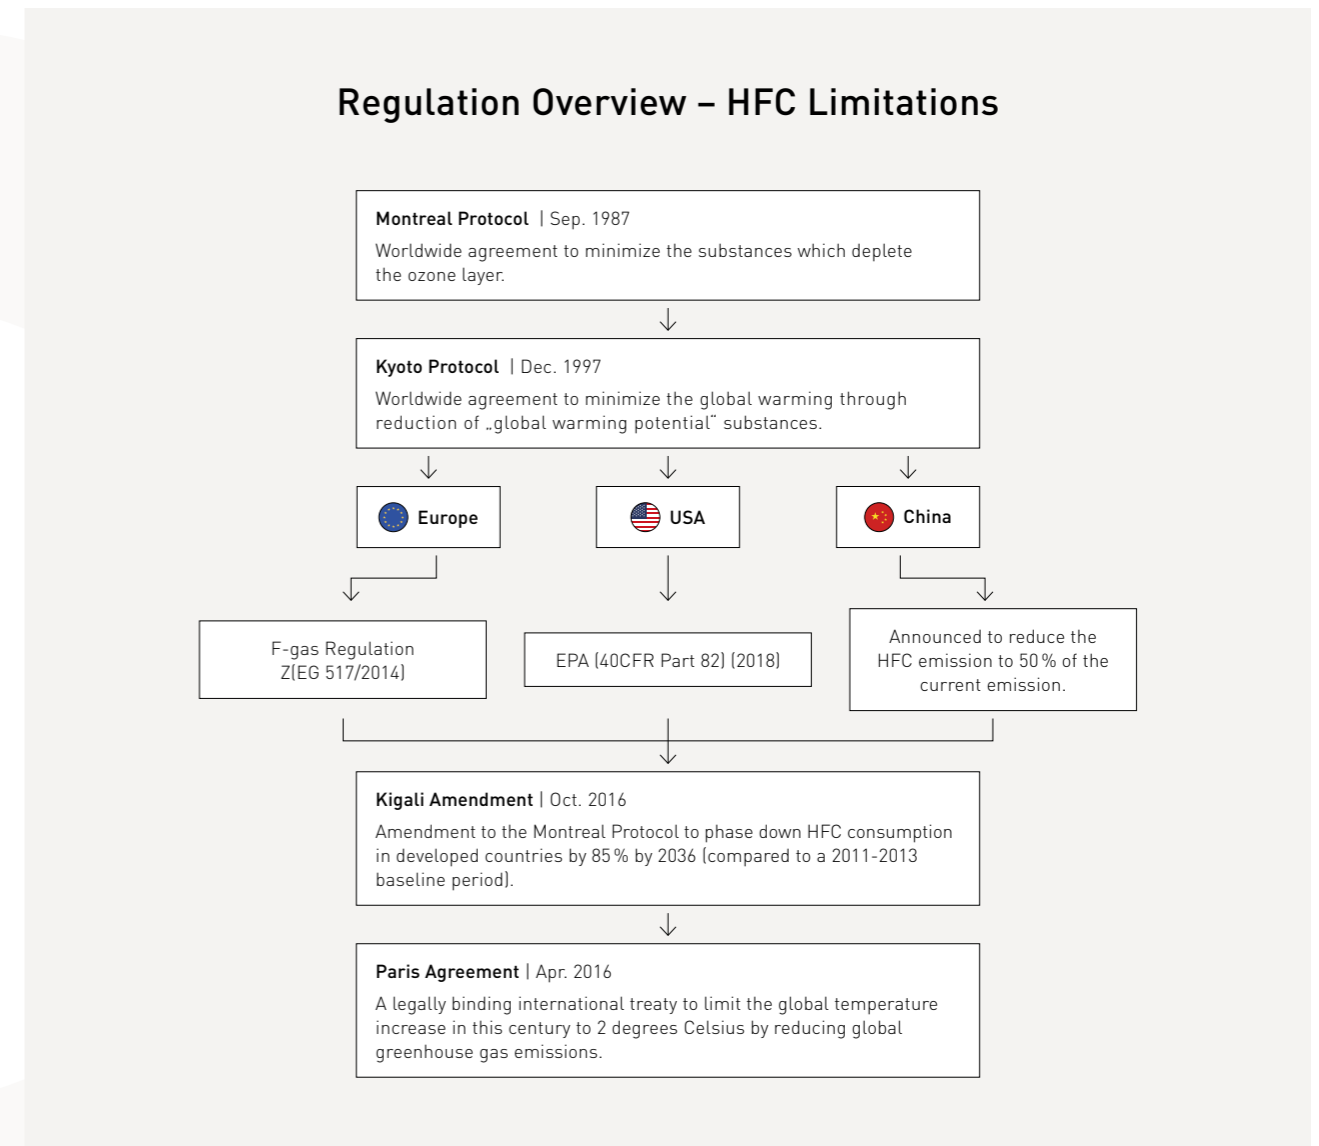 Regulation Overview – HFC Limitations
Montreal Protocol | Sep. 1987
Worldwide agreement to minimize the substances which deplete
the ozone layer.
Kyoto Protocol | Dec. 1997
Worldwide agreement to minimize the global warming through
reduction of „global warming potential“ substances.
Europe
USA
China
F-gas Regulation
Z(EG 517/2014)
EPA (40CFR Part 82) (2018)
Announced to reduce the
HFC emission to 50 % of the
current emission.
Kigali Amendment | Oct. 2016
Amendment to the Montreal Protocol to phase down HFC consumption
in developed countries by 85 % by 2036 (compared to a 2011-2013
baseline period).
Paris Agreement | Apr. 2016
A legally binding international treaty to limit the global temperature
increase in this century to 2 degrees Celsius by reducing global
greenhouse gas emissions.